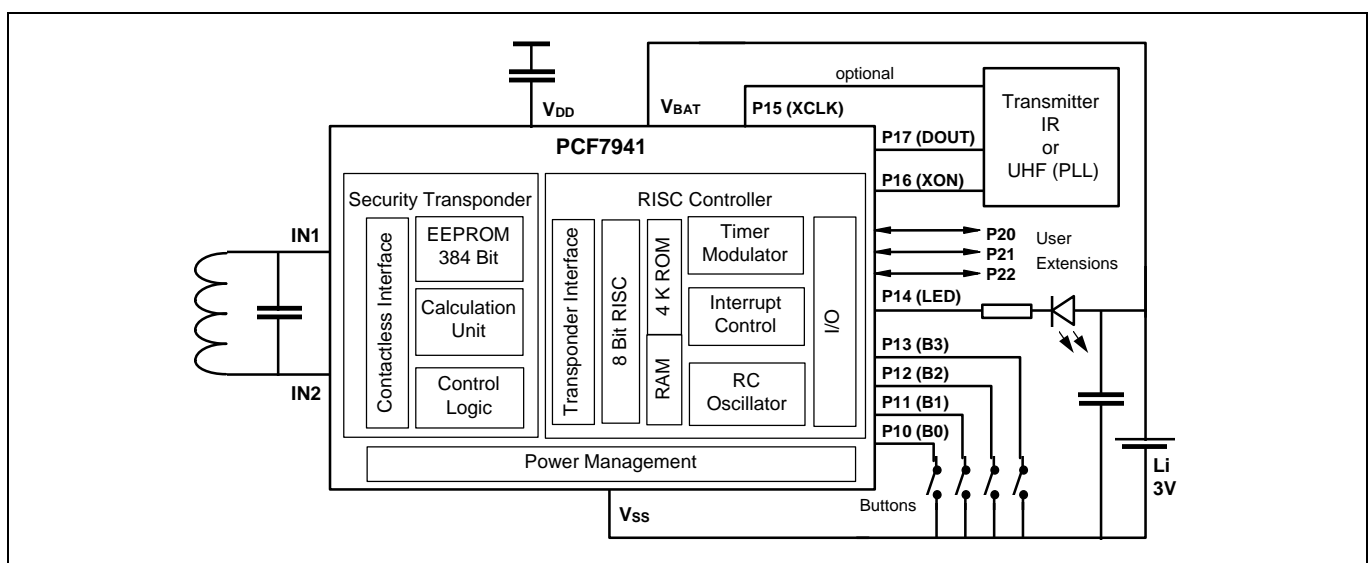 optional
VDD
VBAT
P15 (XCLK)
Transmitter
IR
or
UHF (PLL)
PCF7941
P17 (DOUT)
P16 (XON)
Security Transponder
RISC Controller
IN1
IN2
Contactless Interface
EEPROM
384 Bit
Calculation
Unit
Control
Logic
Transponder Interface
8 Bit RISC
4 K ROM
RAM
Timer
Modulator
Interrupt
Control
RC
Oscillator
I/O
P20
P21
P22
User
Extensions
P14 (LED)
P13 (B3)
P12 (B2)
P11 (B1)
P10 (B0)
Power Management
Li
3V
Buttons
VSS